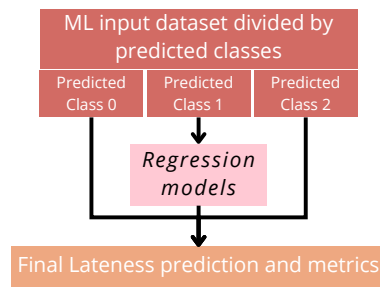 ML input dataset divided by
predicted classes
Predicted
Class 0
Predicted
Class 1
Predicted
Class 2
Regression
models
Final Lateness prediction and metrics